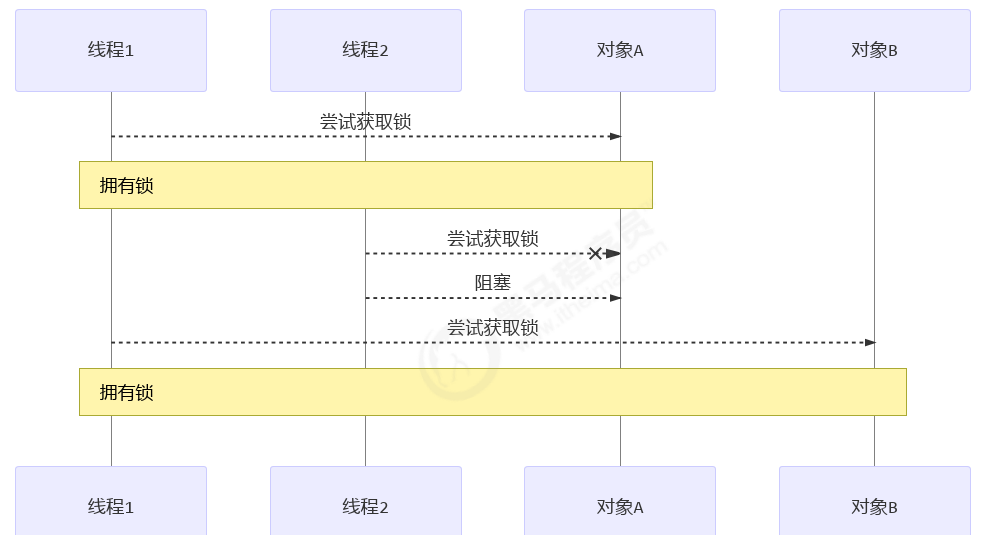 线程1
线程2
对象A
对象B
尝试获取锁
拥有锁
尝试获取锁
阻塞
尝试获取锁
拥有锁
线程1
线程2
对象A
对象B
黑马程序员
www.itheima.com